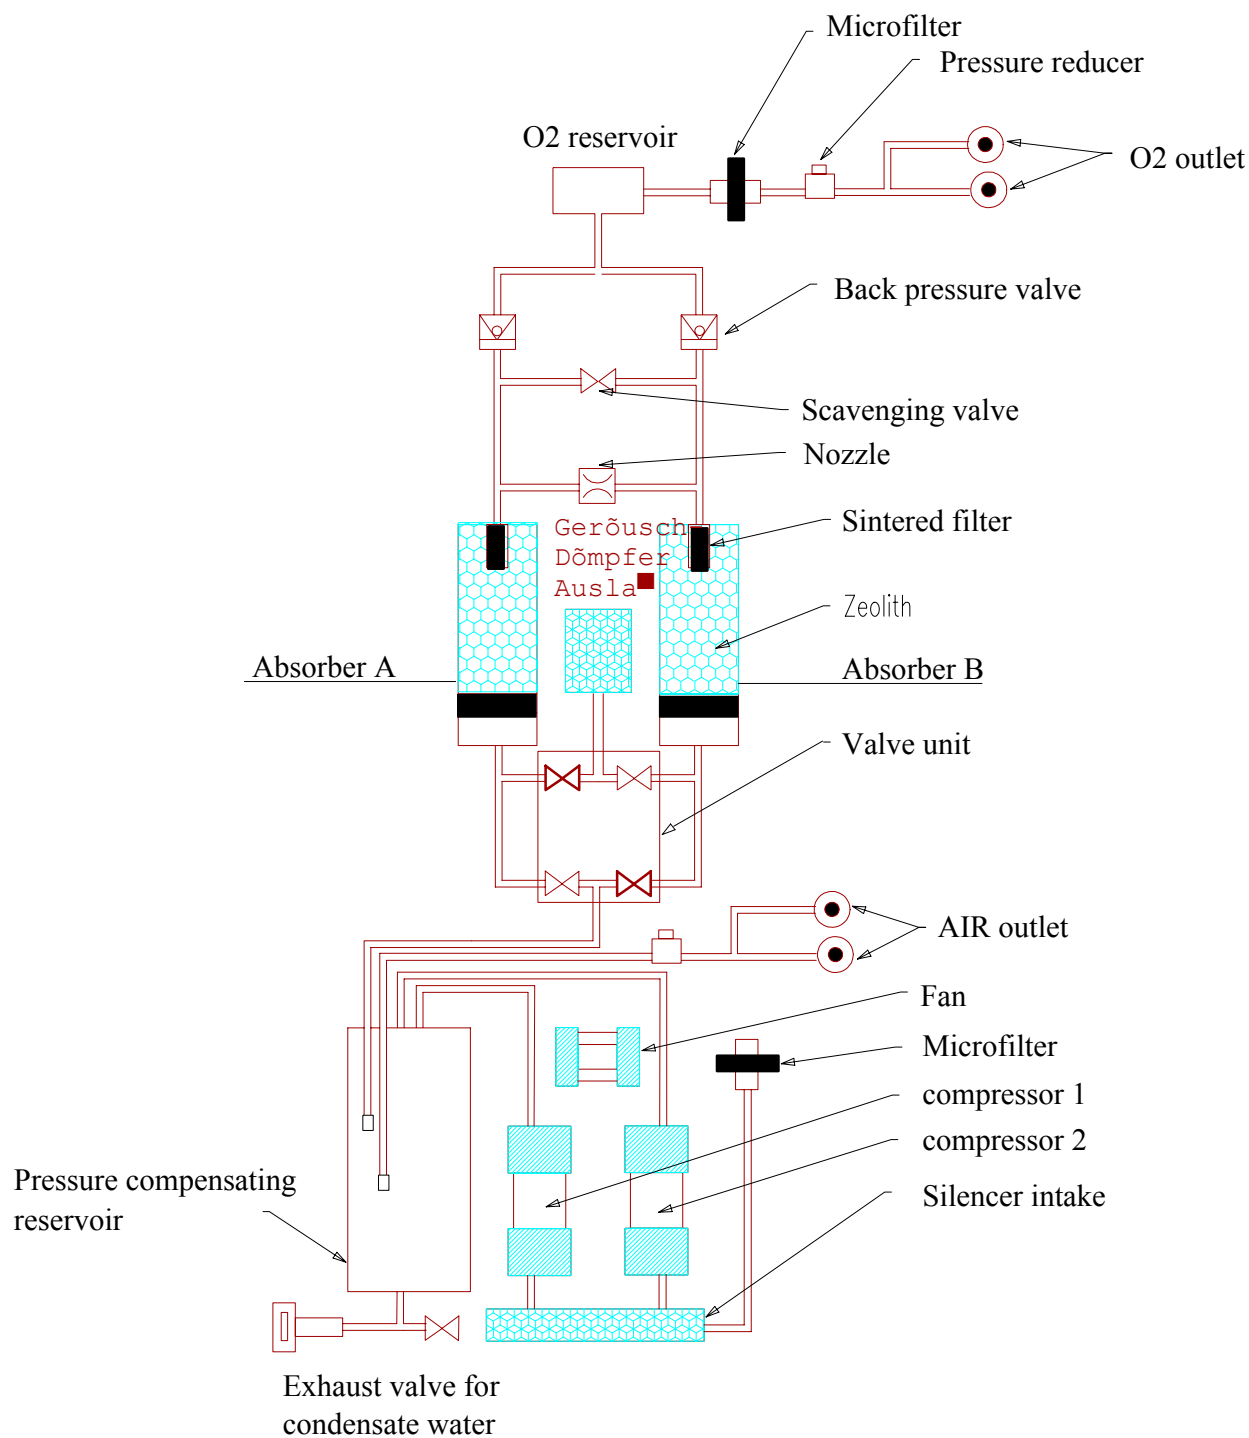 Microfilter
Pressure reducer
O2 reservoir
O2 outlet
Back pressure valve
Scavenging valve
Nozzle
Sintered filter
Gerõusch
Dõmpfer
Ausla■
Zeolith
Absorber A
Absorber B
Valve unit
AIR outlet
Fan
Microfilter
compressor 1
compressor 2
Pressure compensating
reservoir
Silencer intake
Exhaust valve for
condensate water